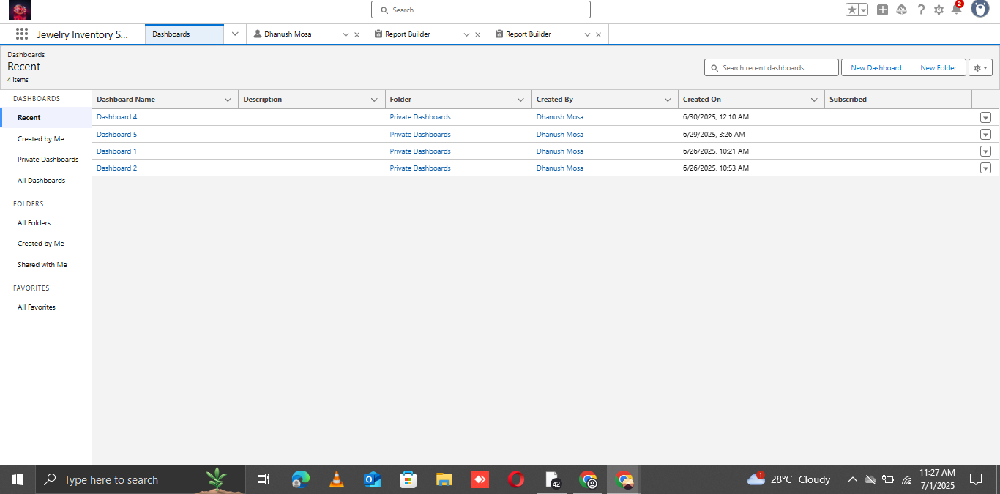 Search...
2
Jewelry Inventory S...
Dashboards
Dhanush Mosa
Report Builder
Report Builder
Dashboards
Recent
4 items
Search recent dashboards...
New Dashboard
New Folder
DASHBOARDS
Recent
Created by Me
Private Dashboards
All Dashboards
FOLDERS
All Folders
Created by Me
Shared with Me
FAVORITES
All Favorites
Dashboard Name Description Folder Created By Created On Subscribed
Dashboard 4 Private Dashboards Dhanush Mosa 6/30/2025, 12:10 AM
Dashboard 5 Private Dashboards Dhanush Mosa 6/29/2025, 3:26 AM
Dashboard 1 Private Dashboards Dhanush Mosa 6/26/2025, 10:21 AM
Dashboard 2 Private Dashboards Dhanush Mosa 6/26/2025, 10:53 AM
Type here to search
42
1
28°C Cloudy
11:27 AM
7/1/2025